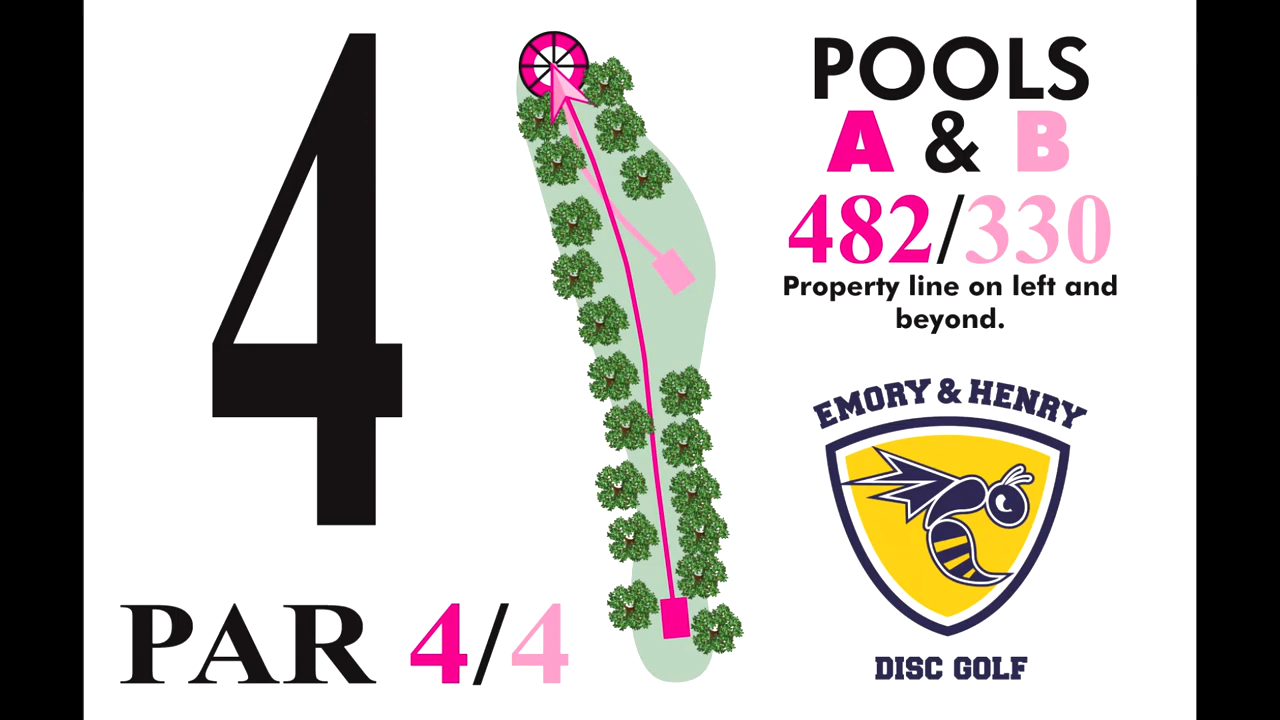 4
PAR 4/4
POOLS
A & B
482/330
Property line on left and
beyond.
EMORY & HENRY
DISC GOLF